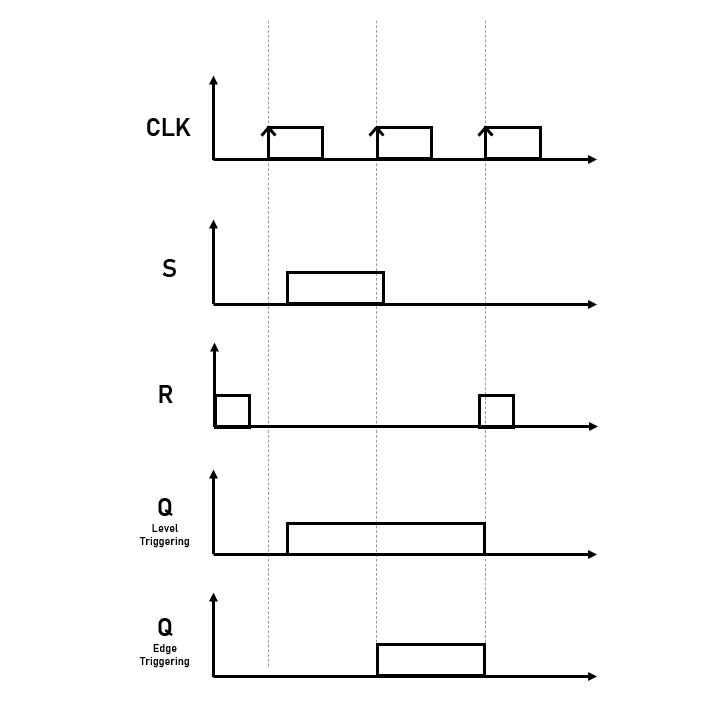 CLK
S
R
Q
Level
Triggering
Q
Edge
Triggering